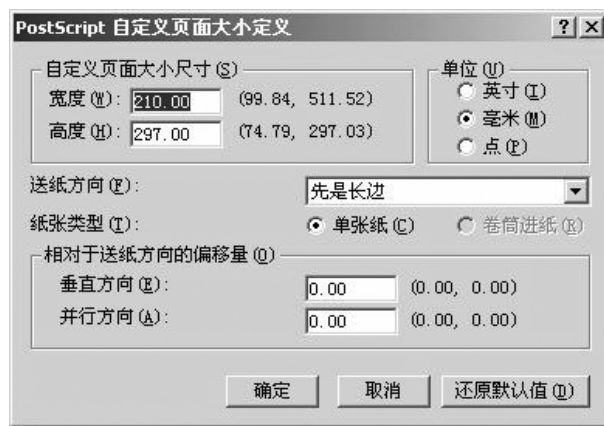 PostScript 自定义页面大小定义
自定义页面大小尺寸(S)
宽度(W): 210.00 (99.84, 511.52)
高度(H): 297.00 (74.79, 297.03)
单位(U)
英寸(I)
毫米(M)
点(P)
送纸方向(F): 先是长边
纸张类型(T): 单张纸(C) 卷筒进纸(R)
相对于送纸方向的偏移量(O)
垂直方向(E): 0.00 (0.00, 0.00)
并行方向(A): 0.00 (0.00, 0.00)
确定 取消 还原默认值(D)